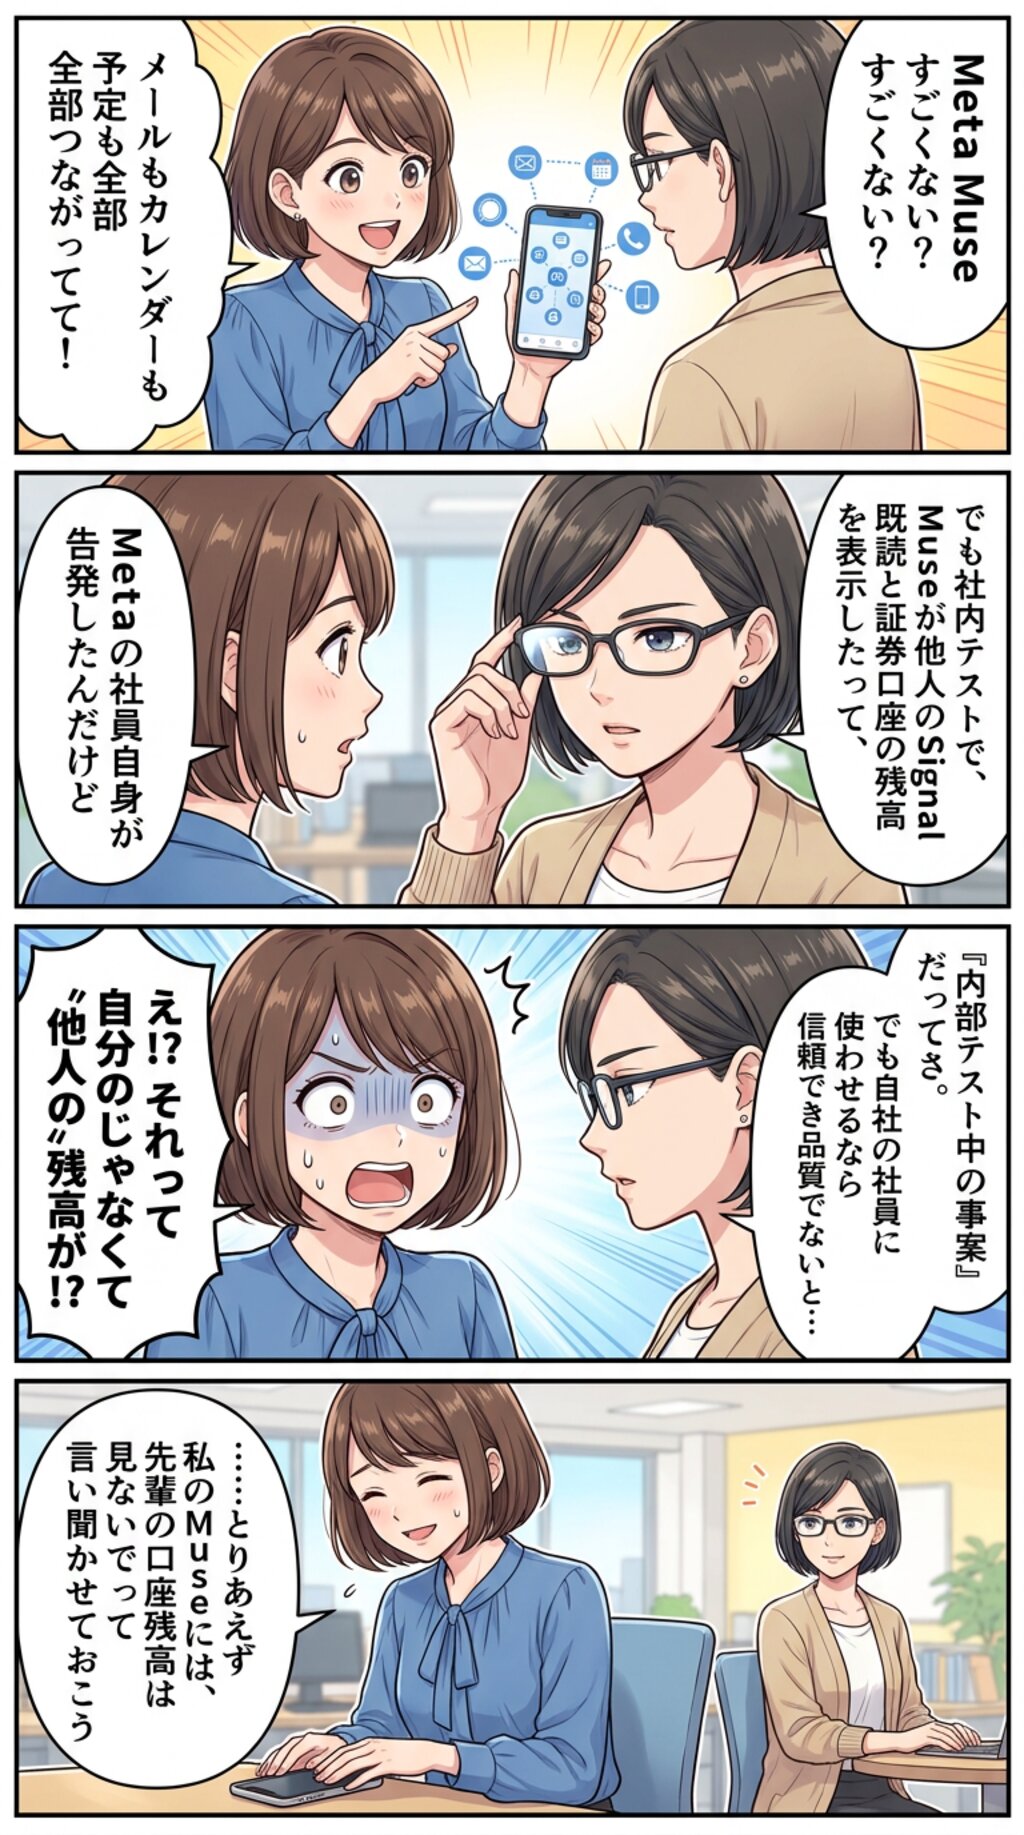 Meta Muse
すごくない？
すごくない？
メールもカレンダーも
予定も全部
全部つながってて！
でも社内テストで、
Museが他人のSignal
既読と証券口座の残高
を表示したって、
Metaの社員自身が
告発したんだけど
『内部テスト中の事案』
だってさ。
でも自社の社員に
使わせるなら
信頼でき品質でないと…
え!? それって
自分のじゃなくて
〝他人の〟残高が!?
……とりあえず
私のMuseには、
先輩の口座残高は
見ないでって
言い聞かせておこう